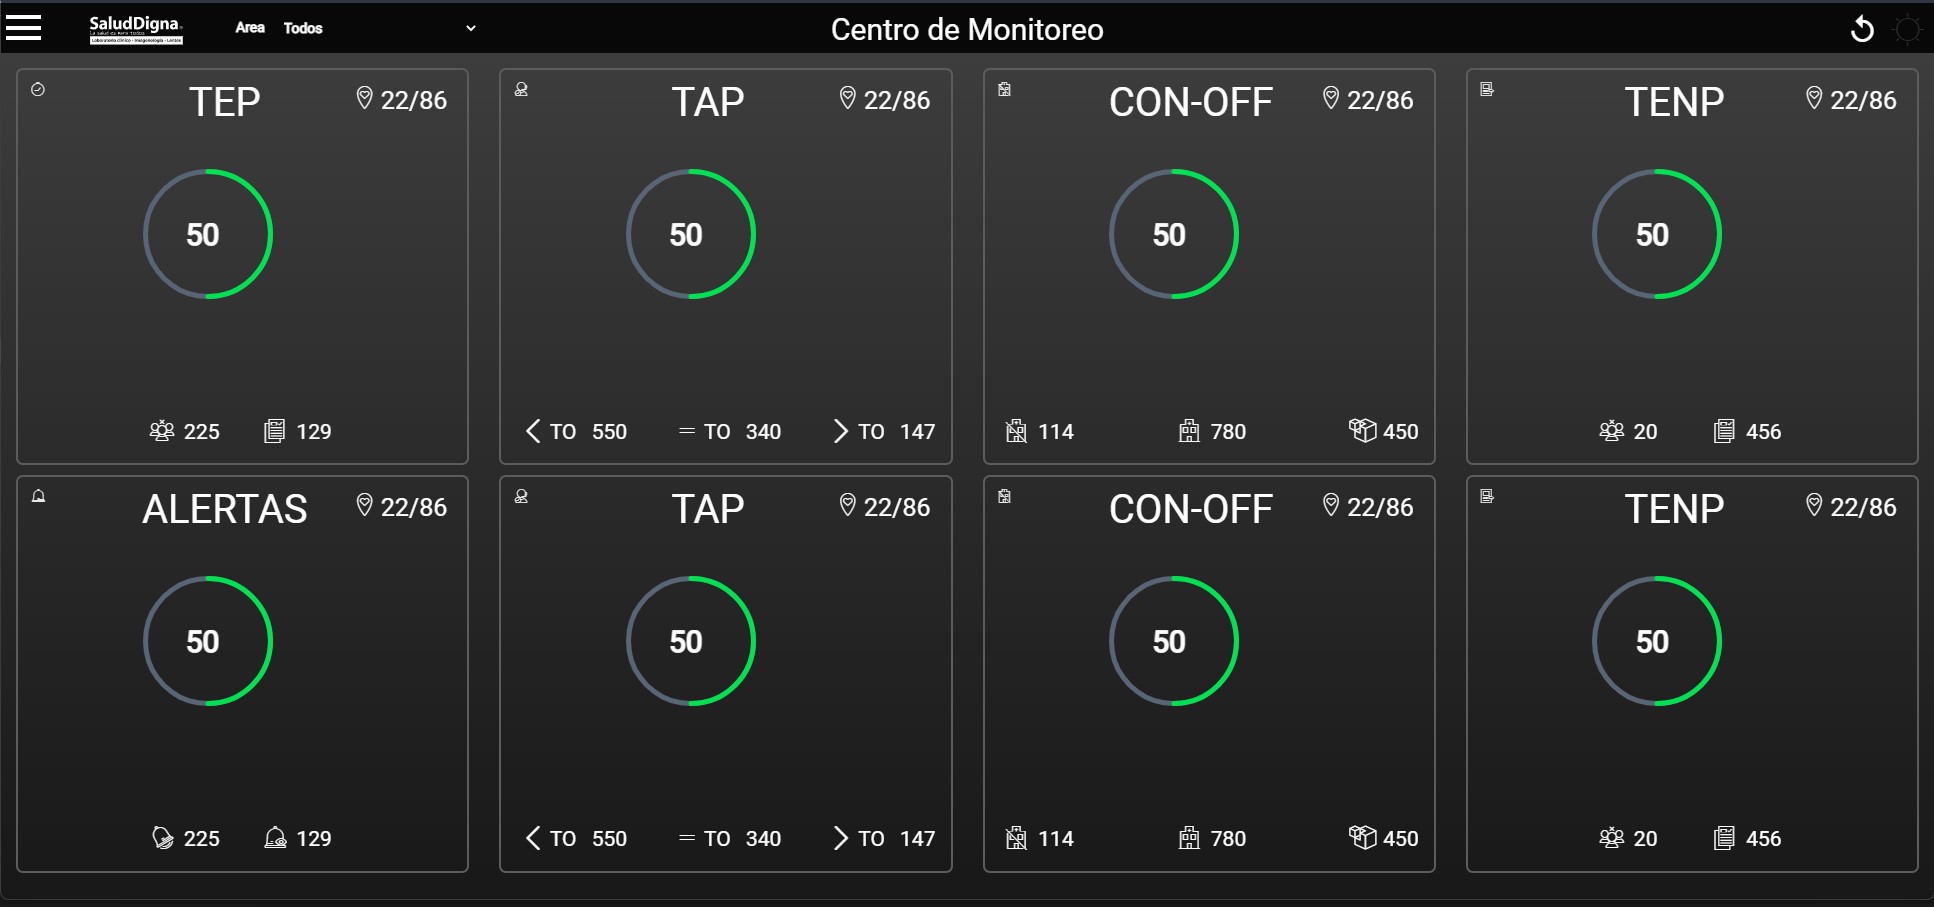 SaludDigna
Area Todos
Centro de Monitoreo
TEP 22/86
50
225 129
TAP 22/86
50
< TO 550 = TO 340 > TO 147
CON-OFF 22/86
50
114 780 450
TENP 22/86
50
20 456
ALERTAS 22/86
50
225 129
TAP 22/86
50
< TO 550 = TO 340 > TO 147
CON-OFF 22/86
50
114 780 450
TENP 22/86
50
20 456